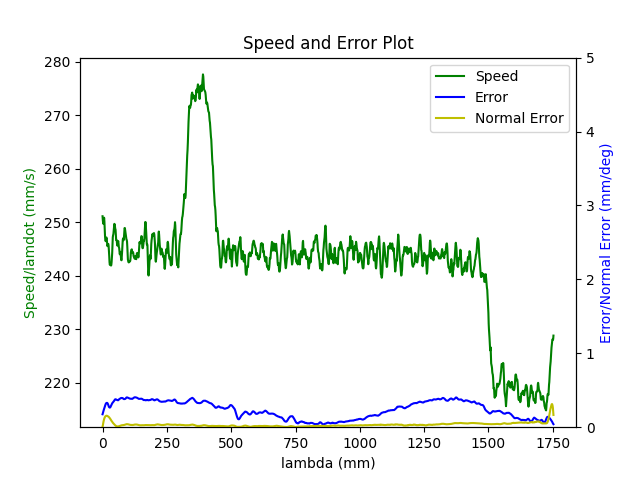 Speed and Error Plot
Speed
Error
Normal Error
Speed/lamdot (mm/s)
280
270
260
250
240
230
220
5
4
3
2
1
0
Error/Normal Error (mm/deg)
0 250 500 750 1000 1250 1500 1750
lambda (mm)